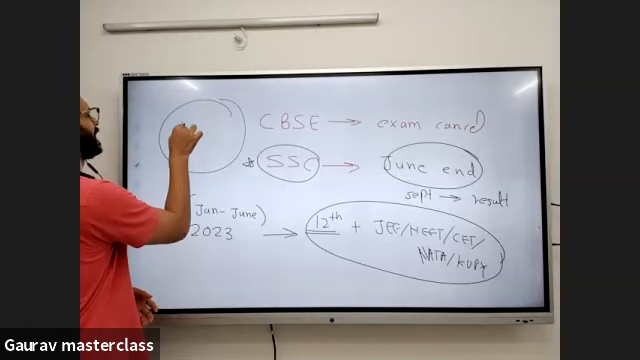 CBSE → exam cancel
* SSC → June end
sept → result
(Jan-June)
2023 → 12th + JEE/NEET/CET/
NATA/KVPY
Gaurav masterclass